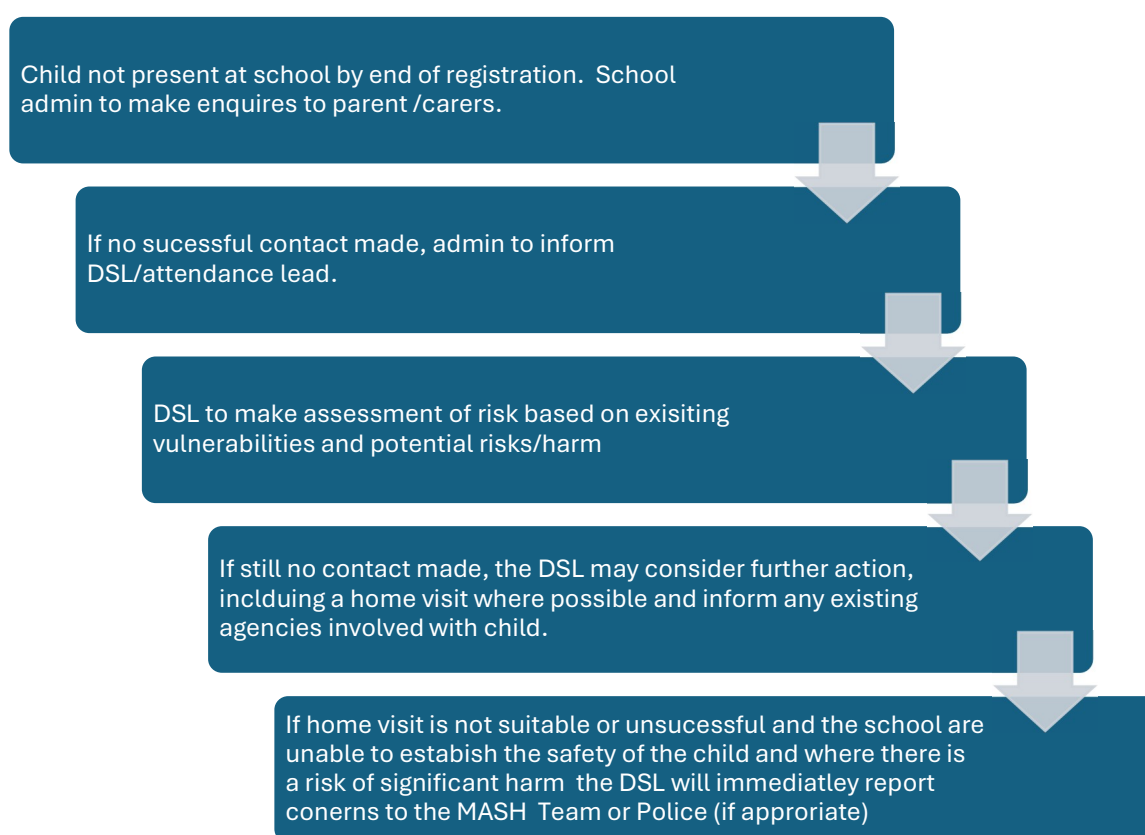 Child not present at school by end of registration.  School
admin to make enquires to parent /carers.
If no sucessful contact made, admin to inform
DSL/attendance lead.
DSL to make assessment of risk based on exisiting
vulnerabilities and potential risks/harm
If still no contact made, the DSL may consider further action,
inclduing a home visit where possible and inform any existing
agencies involved with child.
If home visit is not suitable or unsucessful and the school are
unable to estabish the safety of the child and where there is
a risk of significant harm  the DSL will immediatley report
conerns to the MASH  Team or Police (if approriate)